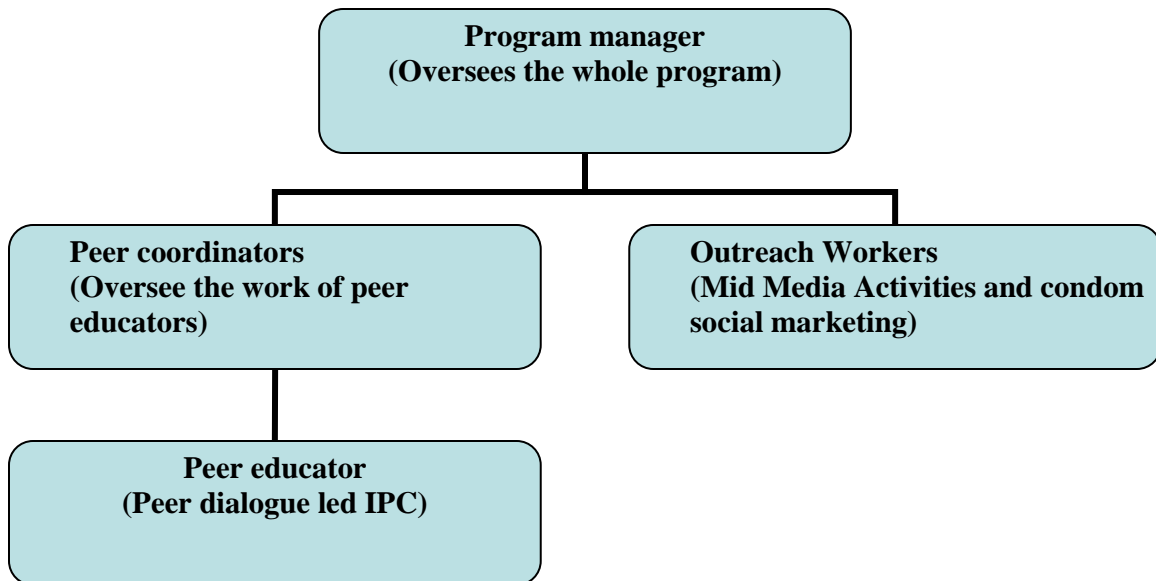 Program manager
(Oversees the whole program)
Peer coordinators
(Oversee the work of peer
educators)
Outreach Workers
(Mid Media Activities and condom
social marketing)
Peer educator
(Peer dialogue led IPC)